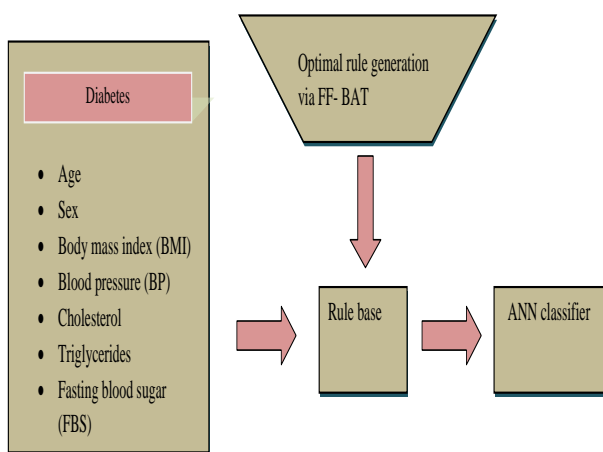 Diabetes
• Age
• Sex
• Body mass index (BMI)
• Blood pressure (BP)
• Cholesterol
• Triglycerides
• Fasting blood sugar
(FBS)
Optimal rule generation
via FF- BAT
Rule base
ANN classifier